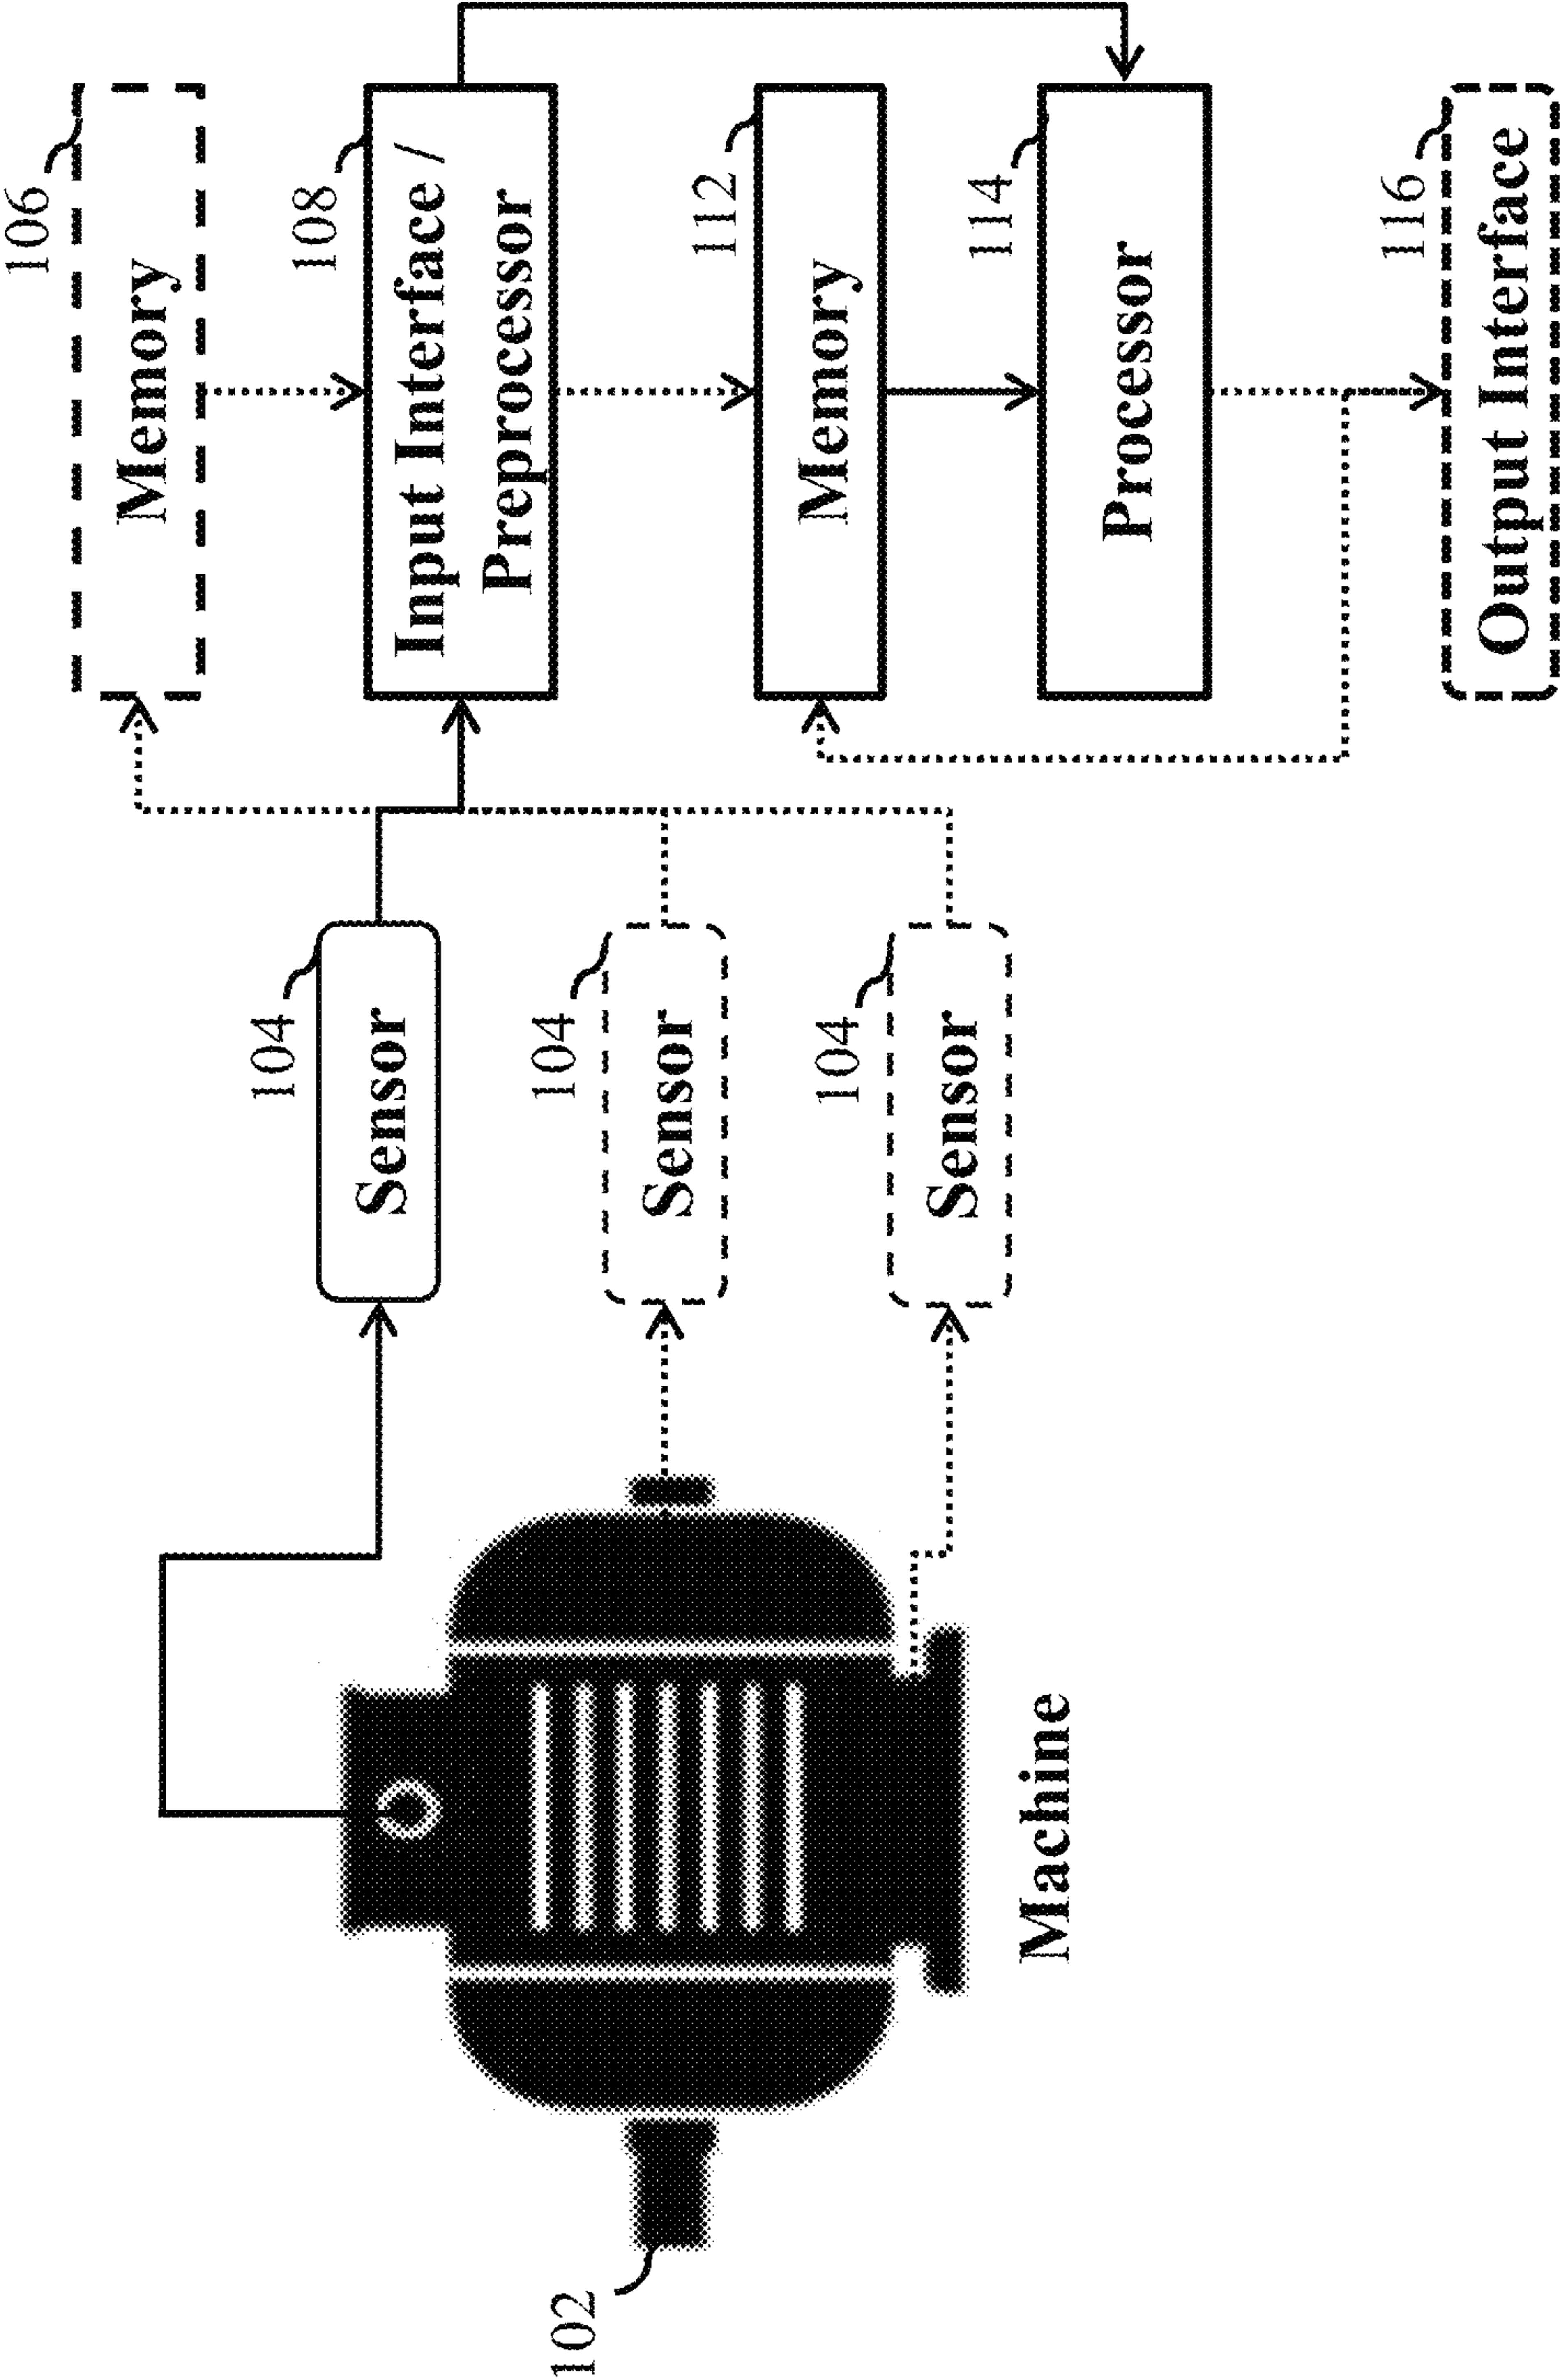 106
Memory
108
Input Interface /
Preprocessor
112
Memory
114
Processor
116
Output Interface
104
Sensor
104
Sensor
104
Sensor
102
Machine